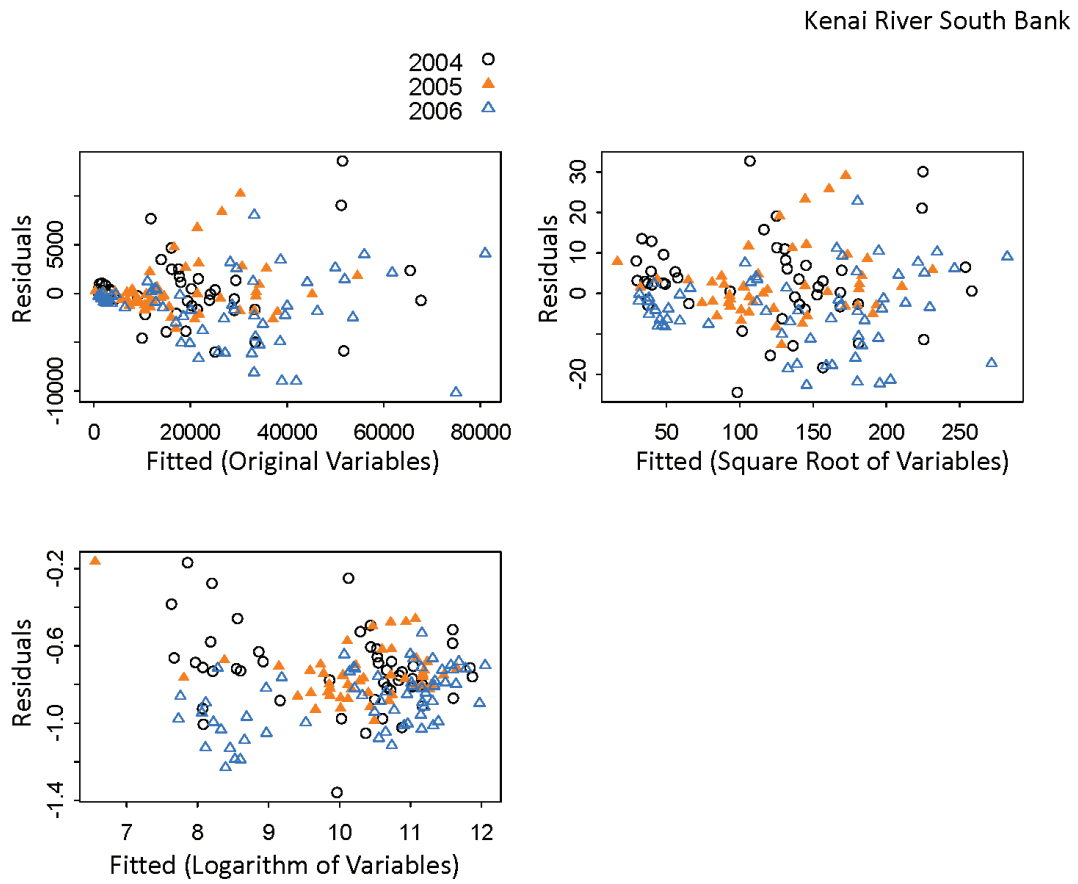 Kenai River South Bank
2004
2005
2006
Residuals
5000
0
-10000
0 20000 40000 60000 80000
Fitted (Original Variables)
Residuals
30
20
10
0
-20
50 100 150 200 250
Fitted (Square Root of Variables)
Residuals
-0.2
-0.6
-1.0
-1.4
7 8 9 10 11 12
Fitted (Logarithm of Variables)